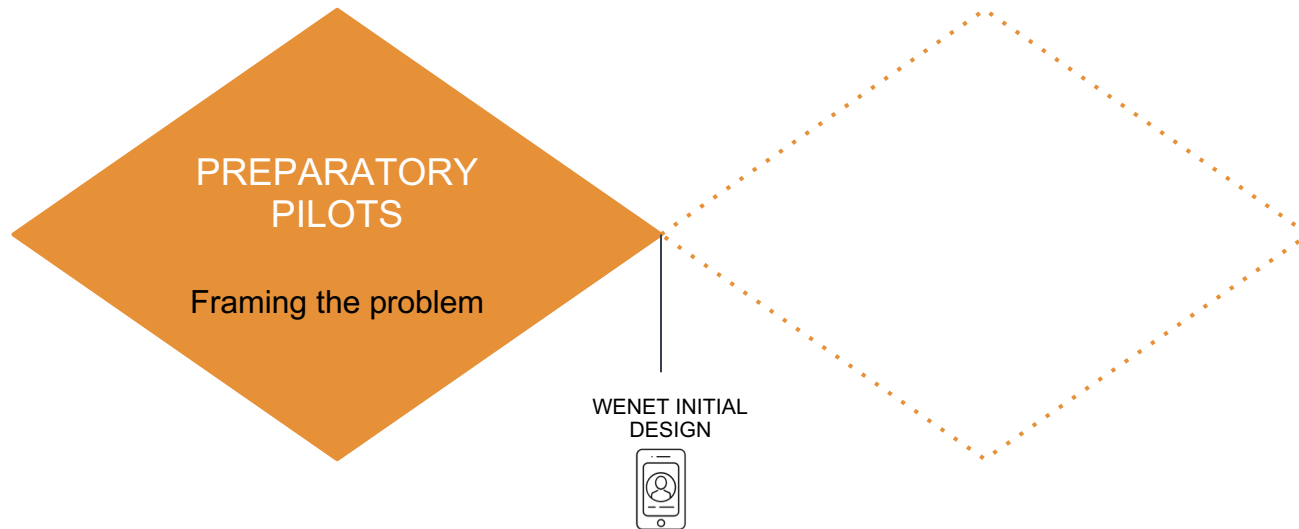 PREPARATORY
PILOTS
Framing the problem
WENET INITIAL
DESIGN